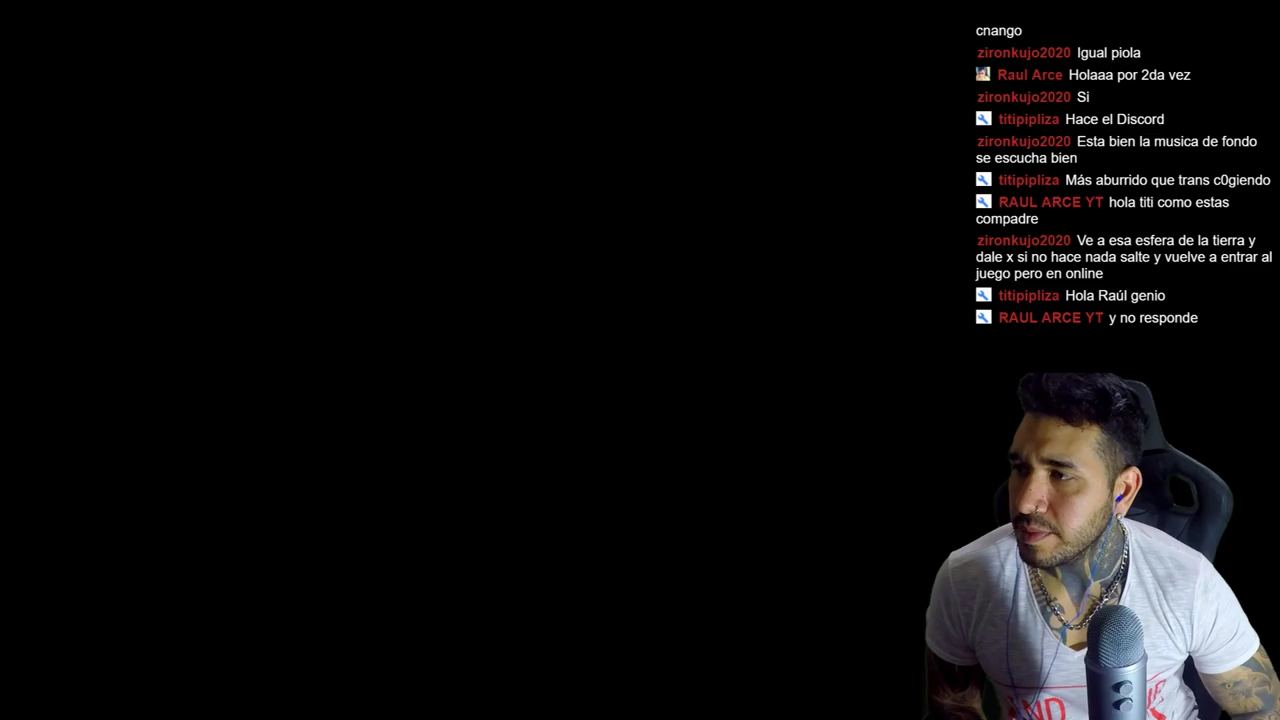 cnango
zironkujo2020 Igual piola
Raul Arce Holaaa por 2da vez
zironkujo2020 Si
titipipliza Hace el Discord
zironkujo2020 Esta bien la musica de fondo
se escucha bien
titipipliza Más aburrido que trans c0giendo
RAUL ARCE YT hola titi como estas
compadre
zironkujo2020 Ve a esa esfera de la tierra y
dale x si no hace nada salte y vuelve a entrar al
juego pero en online
titipipliza Hola Raúl genio
RAUL ARCE YT y no responde